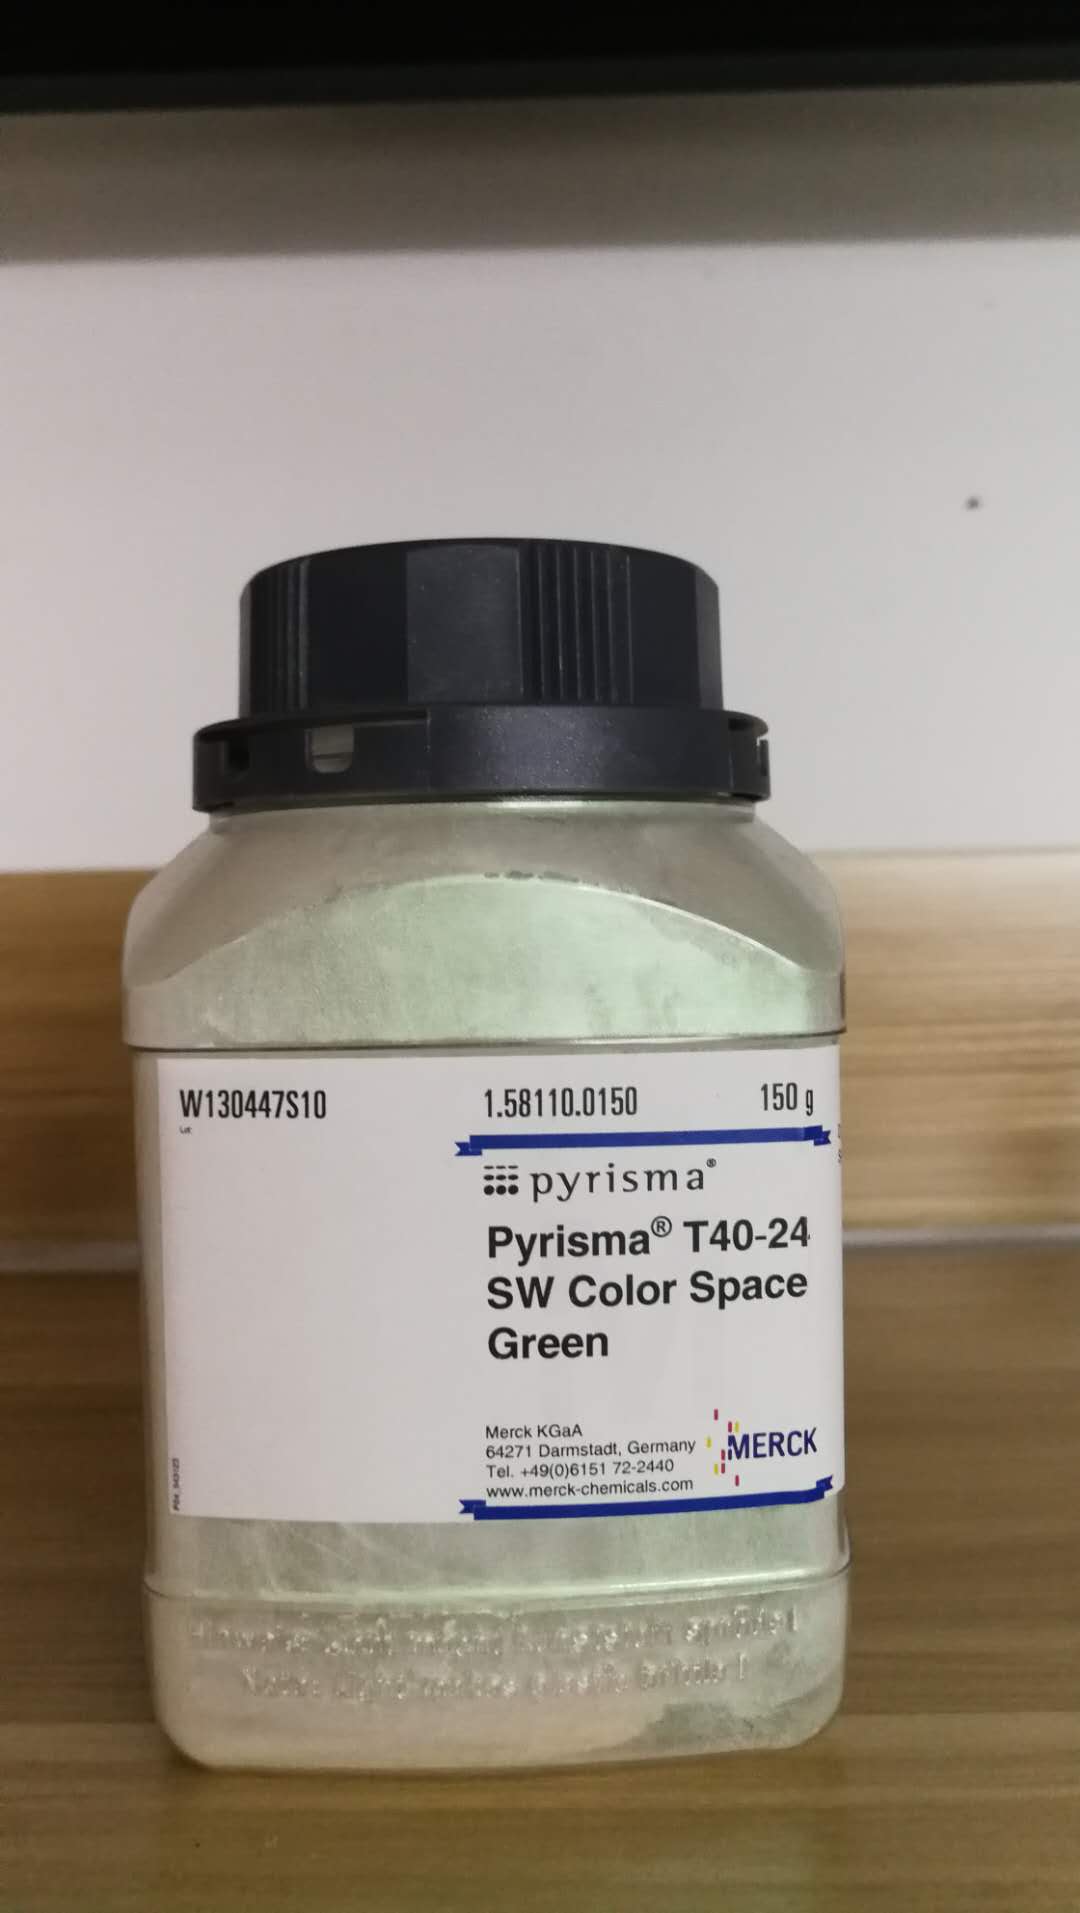 W130447S10 1.58110.0150 150 g
Lot
pyrisma®
Pyrisma® T40-24
SW Color Space
Green
Merck KGaA
64271 Darmstadt, Germany
Tel. +49(0)6151 72-2440
www.merck-chemicals.com
MERCK